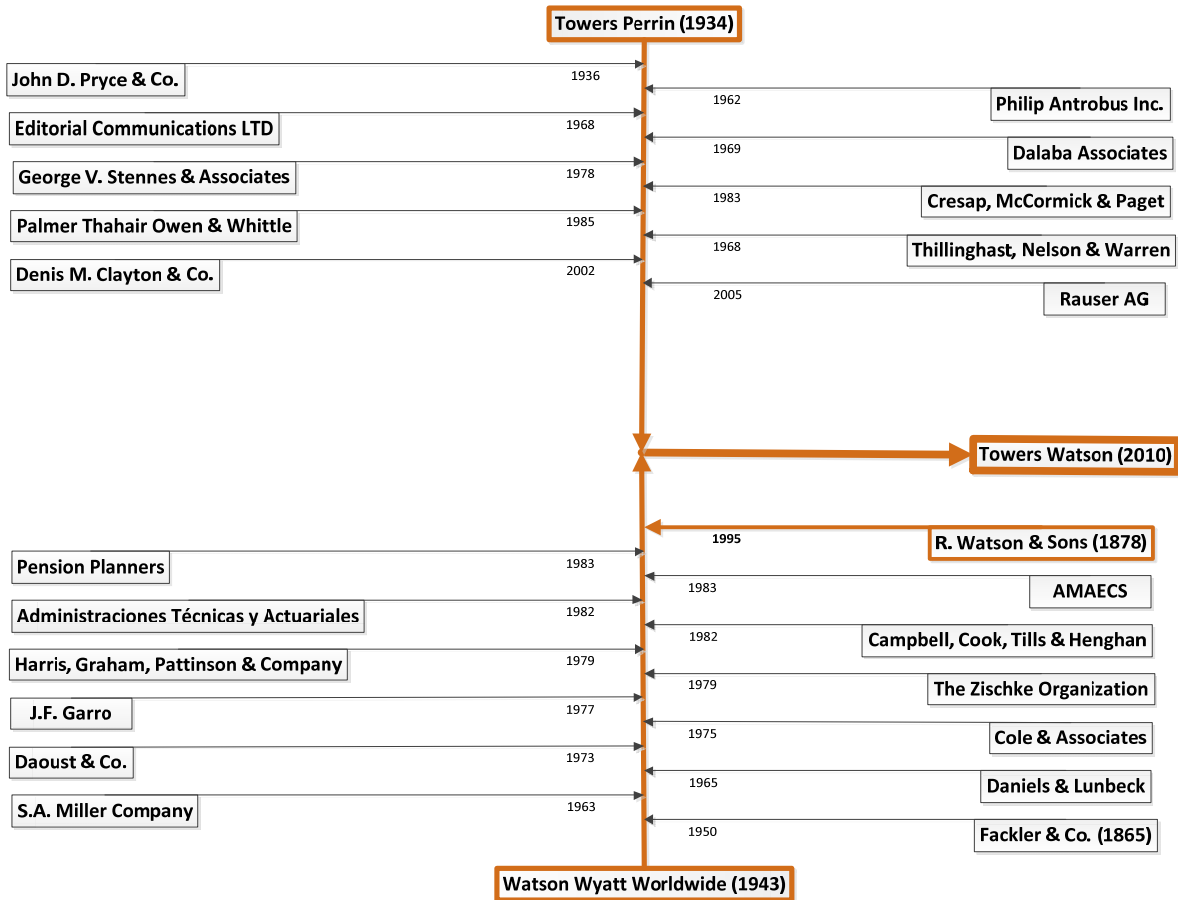 Towers Perrin (1934)
John D. Pryce & Co.
1936
1962
Philip Antrobus Inc.
Editorial Communications LTD
1968
1969
Dalaba Associates
George V. Stennes & Associates
1978
1983
Cresap, McCormick & Paget
Palmer Thahair Owen & Whittle
1985
1968
Thillinghast, Nelson & Warren
Denis M. Clayton & Co.
2002
2005
Rauser AG
Towers Watson (2010)
1995
R. Watson & Sons (1878)
Pension Planners
1983
1983
AMAECS
Administraciones Técnicas y Actuariales
1982
1982
Campbell, Cook, Tills & Henghan
Harris, Graham, Pattinson & Company
1979
1979
The Zischke Organization
J.F. Garro
1977
1975
Cole & Associates
Daoust & Co.
1973
1965
Daniels & Lunbeck
S.A. Miller Company
1963
1950
Fackler & Co. (1865)
Watson Wyatt Worldwide (1943)